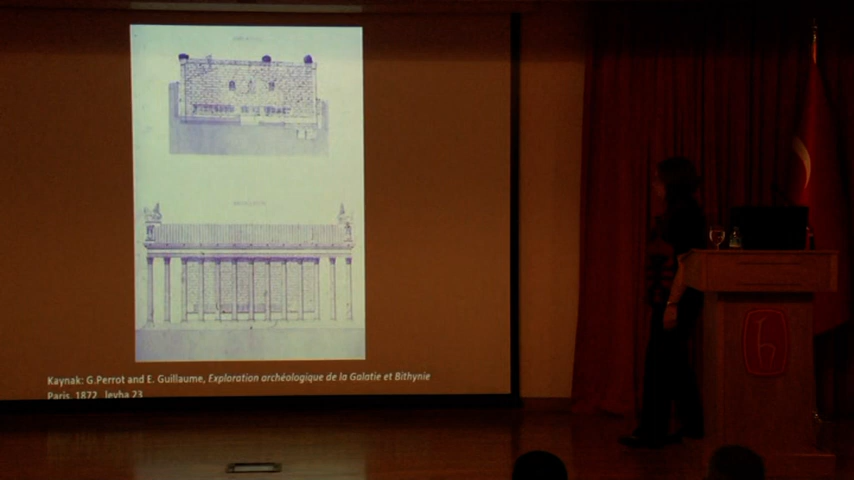 Kaynak: G.Perrot and E. Guillaume, Exploration archéologique de la Galatie et Bithynie
Paris, 1872 levha 23